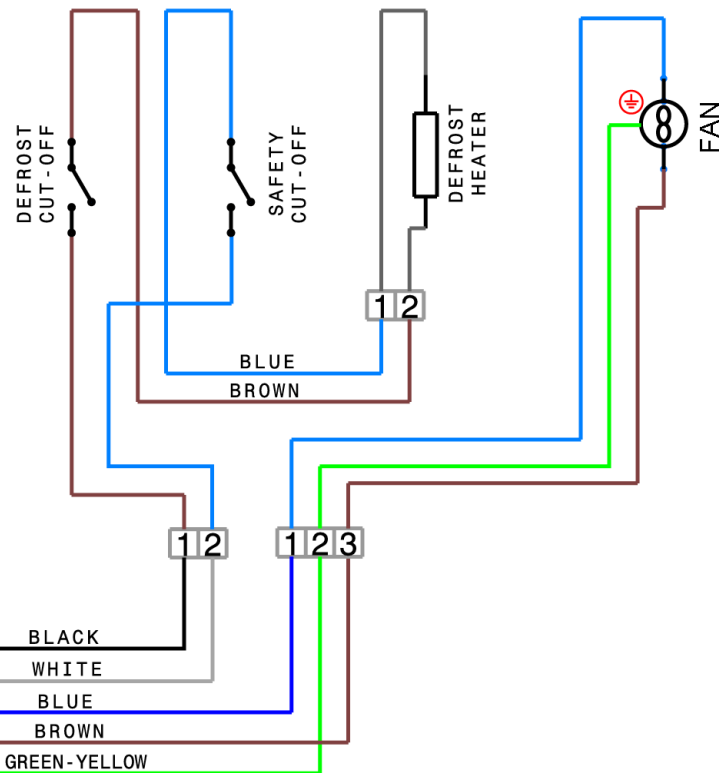 DEFROST
CUT-OFF
SAFETY
CUT-OFF
DEFROST
HEATER
FAN
1 2
BLUE
BROWN
1 2
1 2 3
BLACK
WHITE
BLUE
BROWN
GREEN-YELLOW